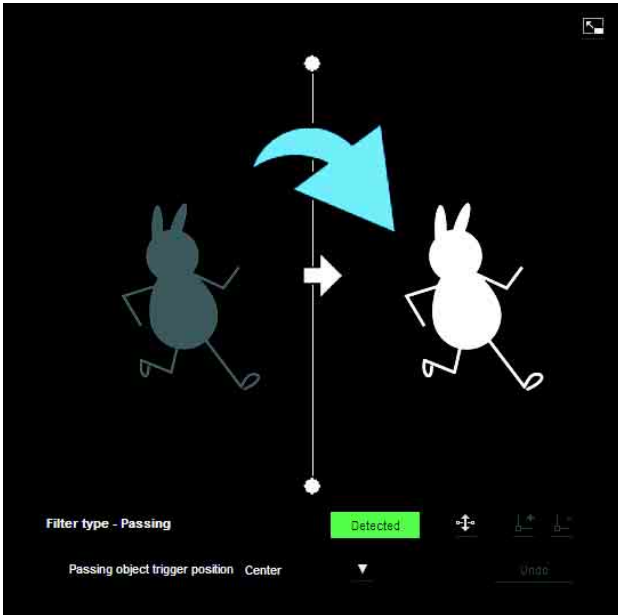 Filter type - Passing
Detected
Passing object trigger position Center
Undo